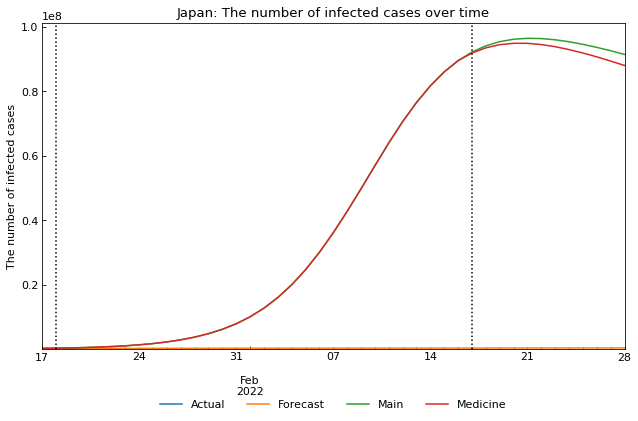 Japan: The number of infected cases over time
1e8
1.0
0.8
0.6
0.4
0.2
The number of infected cases
17 24 31 07 14 21 28
Feb
2022
Actual Forecast Main Medicine